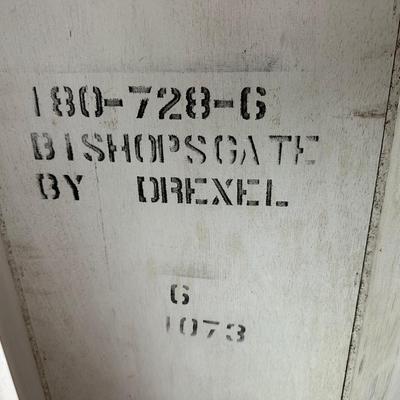 180-728-6
BISHOPSGATE
BY DREXEL
6
1073